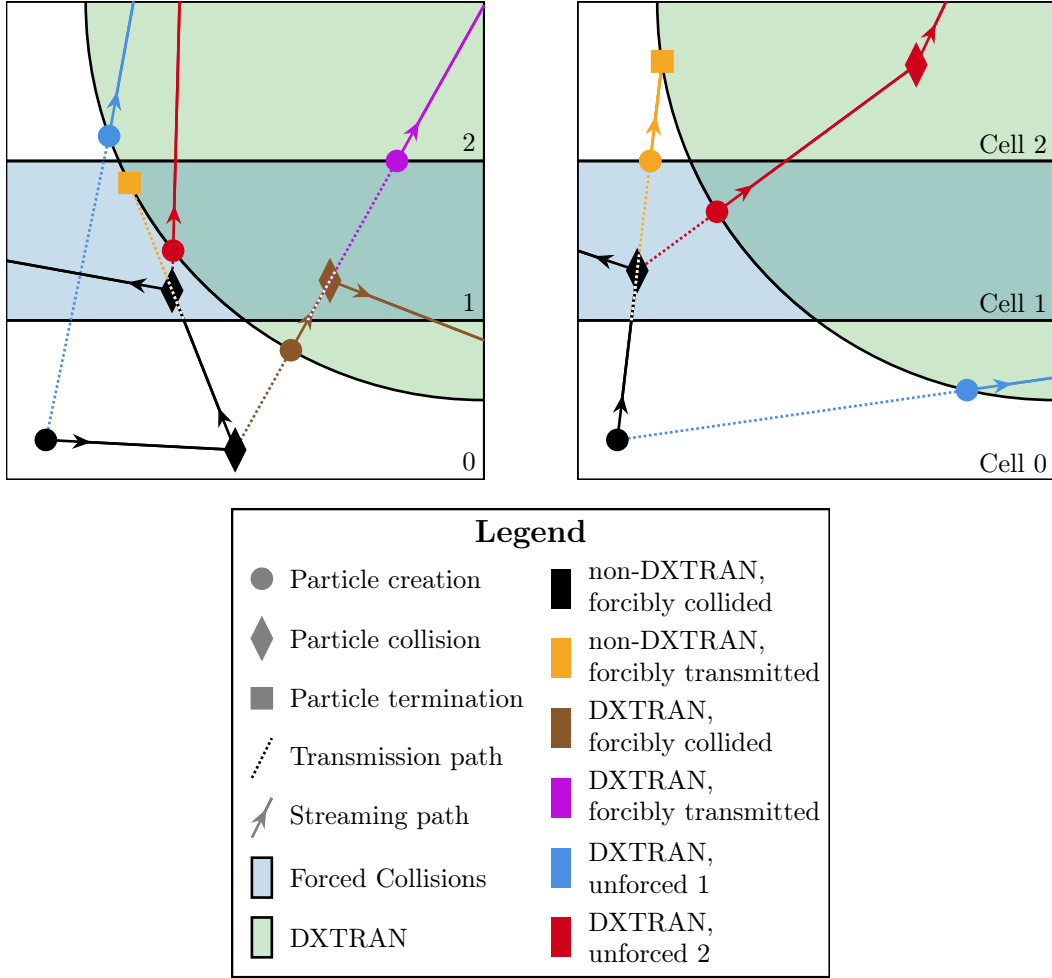 2
1
0
Cell 2
Cell 1
Cell 0
Legend
Particle creation
Particle collision
Particle termination
Transmission path
Streaming path
Forced Collisions
DXTRAN
non-DXTRAN,
forcibly collided
non-DXTRAN,
forcibly transmitted
DXTRAN,
forcibly collided
DXTRAN,
forcibly transmitted
DXTRAN,
unforced 1
DXTRAN,
unforced 2